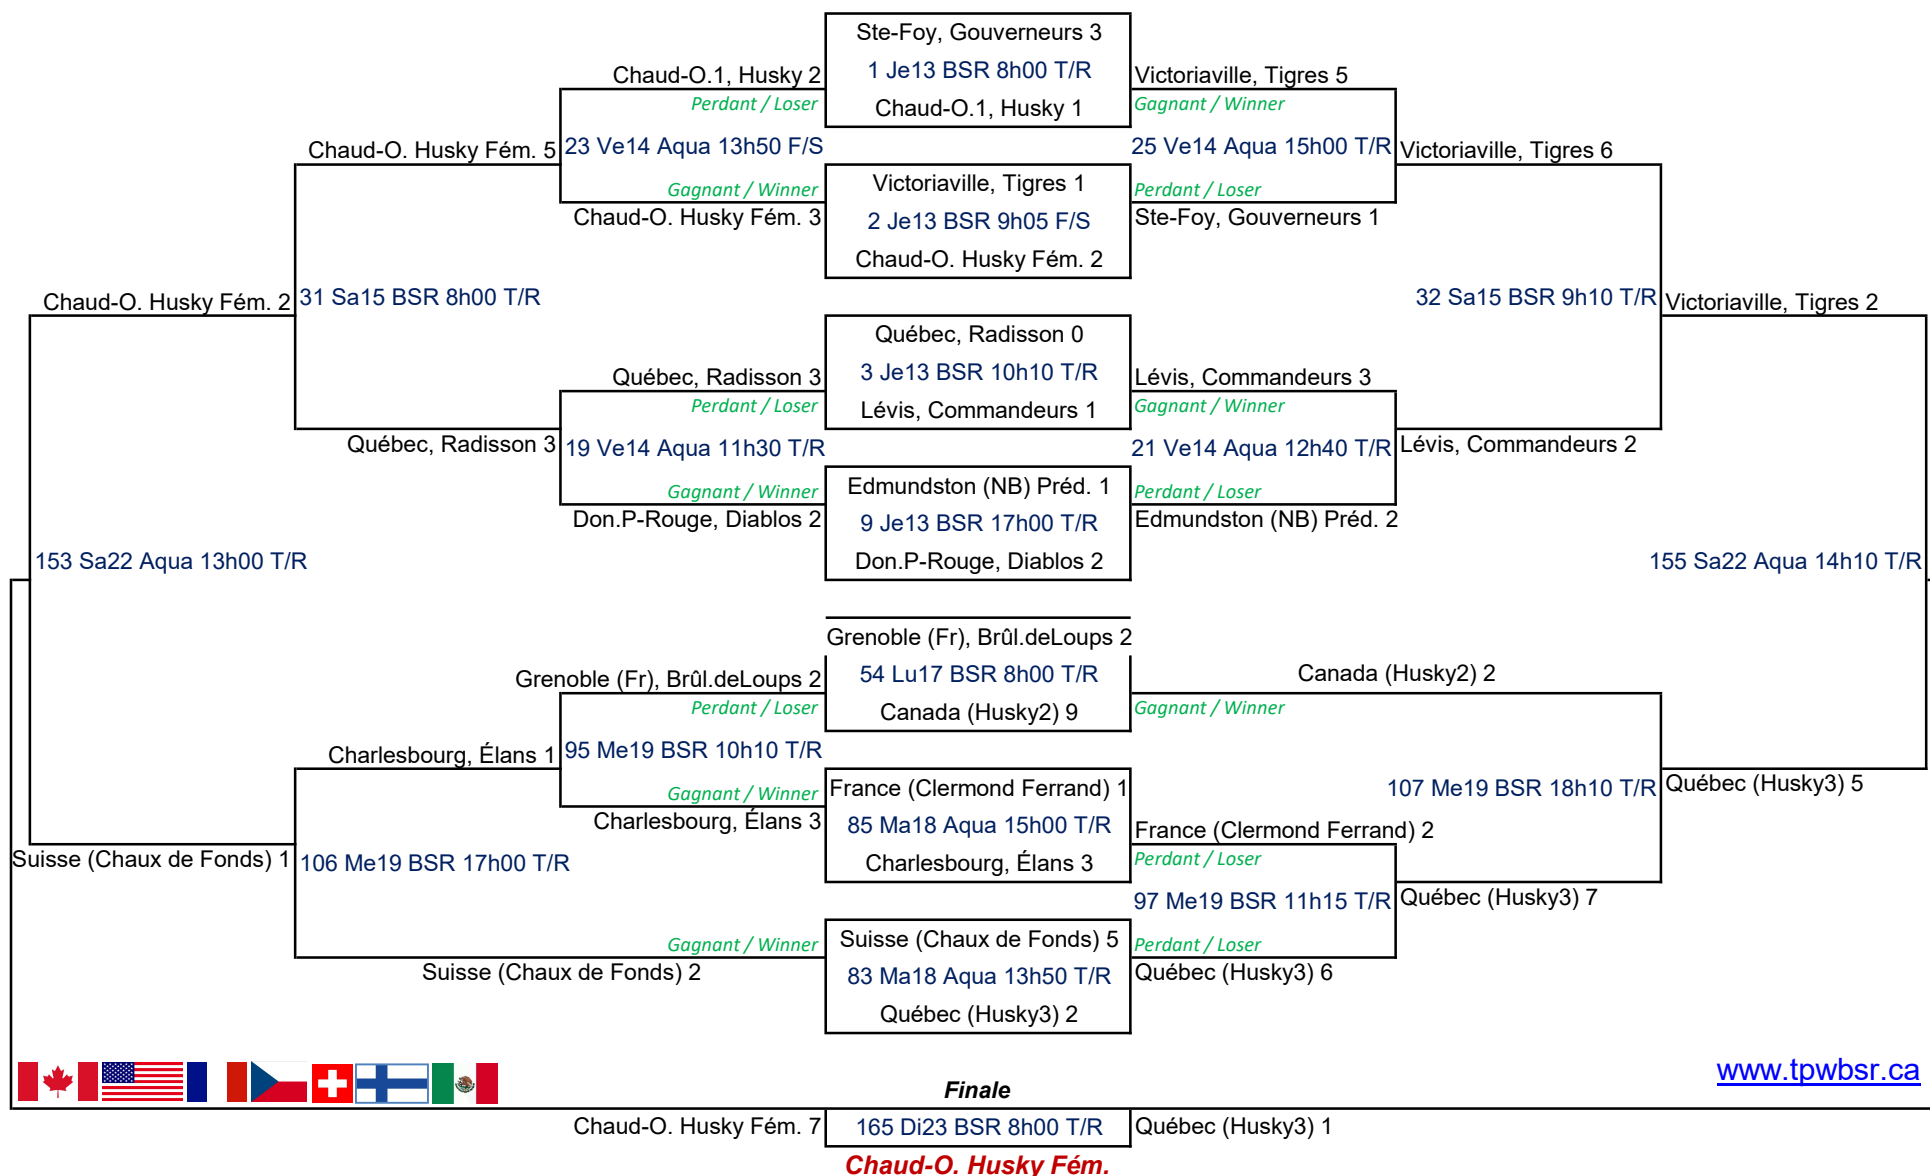 Ste-Foy, Gouverneurs 3
Chaud-O.1, Husky 2
1 Je13 BSR 8h00 T/R
Victoriaville, Tigres 5
Perdant / Loser
Chaud-O.1, Husky 1
Gagnant / Winner
Chaud-O. Husky Fém. 5
23 Ve14 Aqua 13h50 F/S
25 Ve14 Aqua 15h00 T/R
Victoriaville, Tigres 6
Gagnant / Winner
Victoriaville, Tigres 1
Perdant / Loser
Chaud-O. Husky Fém. 3
2 Je13 BSR 9h05 F/S
Ste-Foy, Gouverneurs 1
Chaud-O. Husky Fém. 2
Chaud-O. Husky Fém. 2
31 Sa15 BSR 8h00 T/R
32 Sa15 BSR 9h10 T/R
Victoriaville, Tigres 2
Québec, Radisson 0
Québec, Radisson 3
3 Je13 BSR 10h10 T/R
Lévis, Commandeurs 3
Perdant / Loser
Lévis, Commandeurs 1
Gagnant / Winner
Québec, Radisson 3
19 Ve14 Aqua 11h30 T/R
21 Ve14 Aqua 12h40 T/R
Lévis, Commandeurs 2
Gagnant / Winner
Edmundston (NB) Préd. 1
Perdant / Loser
Don.P-Rouge, Diablos 2
9 Je13 BSR 17h00 T/R
Edmundston (NB) Préd. 2
153 Sa22 Aqua 13h00 T/R
Don.P-Rouge, Diablos 2
155 Sa22 Aqua 14h10 T/R
Grenoble (Fr), Brûl.deLoups 2
Grenoble (Fr), Brûl.deLoups 2
54 Lu17 BSR 8h00 T/R
Canada (Husky2) 2
Perdant / Loser
Canada (Husky2) 9
Gagnant / Winner
Charlesbourg, Élans 1
95 Me19 BSR 10h10 T/R
Gagnant / Winner
France (Clermond Ferrand) 1
107 Me19 BSR 18h10 T/R
Québec (Husky3) 5
Charlesbourg, Élans 3
85 Ma18 Aqua 15h00 T/R
France (Clermond Ferrand) 2
Suisse (Chaux de Fonds) 1
106 Me19 BSR 17h00 T/R
Charlesbourg, Élans 3
Perdant / Loser
97 Me19 BSR 11h15 T/R
Québec (Husky3) 7
Gagnant / Winner
Suisse (Chaux de Fonds) 5
Perdant / Loser
Suisse (Chaux de Fonds) 2
83 Ma18 Aqua 13h50 T/R
Québec (Husky3) 6
Québec (Husky3) 2
www.tpwbsr.ca
Finale
Chaud-O. Husky Fém. 7
165 Di23 BSR 8h00 T/R
Québec (Husky3) 1
Chaud-O. Husky Fém.